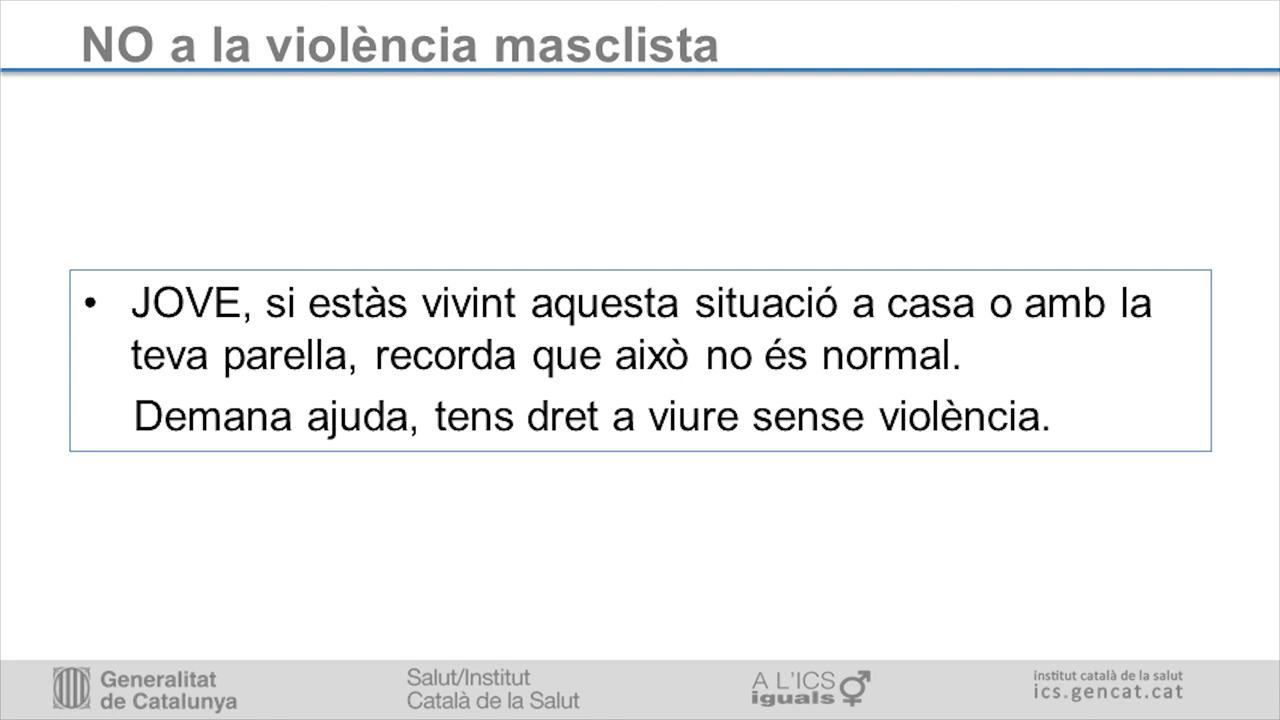 NO a la violència masclista
• JOVE, si estàs vivint aquesta situació a casa o amb la
teva parella, recorda que això no és normal.
Demana ajuda, tens dret a viure sense violència.
Generalitat
de Catalunya
Salut/Institut
Català de la Salut
A L'ICS
iguals
institut català de la salut
ics.gencat.cat